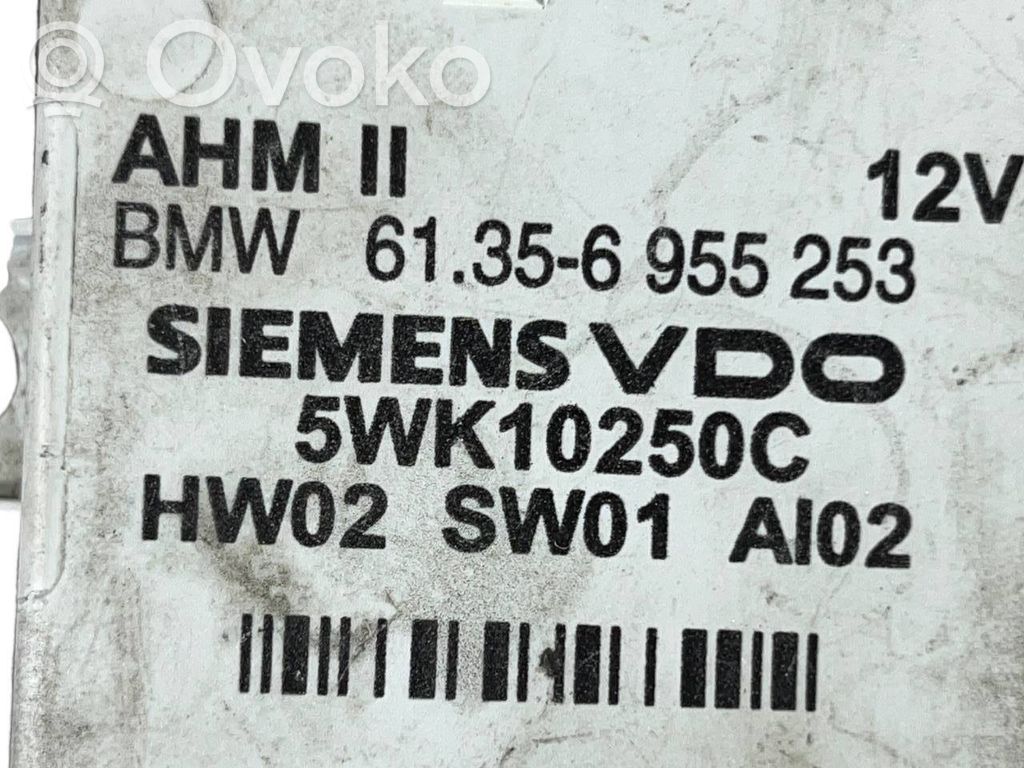 Ovoko
AHM II 12V
BMW 61.35-6 955 253
SIEMENS VDO
5WK10250C
HW02 SW01 AI02